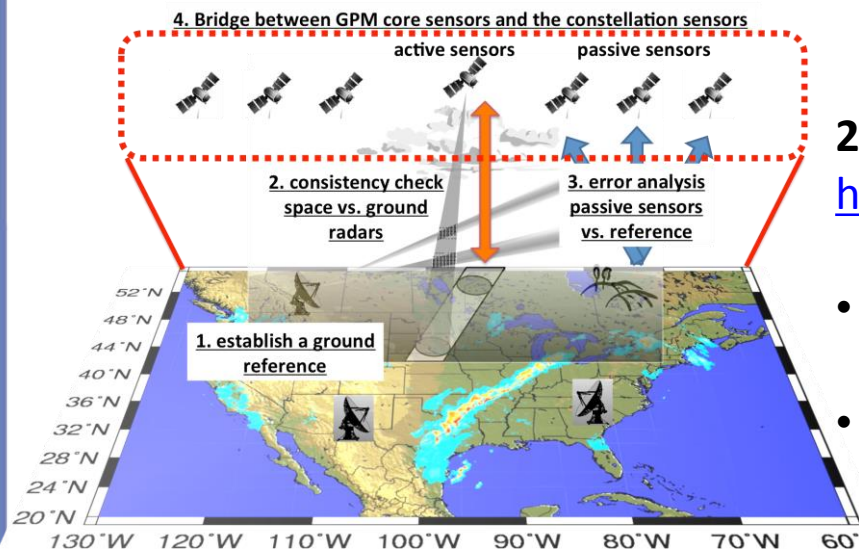 4. Bridge between GPM core sensors and the constellation sensors
active sensors
passive sensors
2. consistency check
space vs. ground
radars
3. error analysis
passive sensors
vs. reference
1. establish a ground
reference
52°N
48°N
44°N
40°N
36°N
32°N
28°N
24°N
20°N
130°W 120°W 110°W 100°W 90°W 80°W 70°W 60°
2
h
•
•